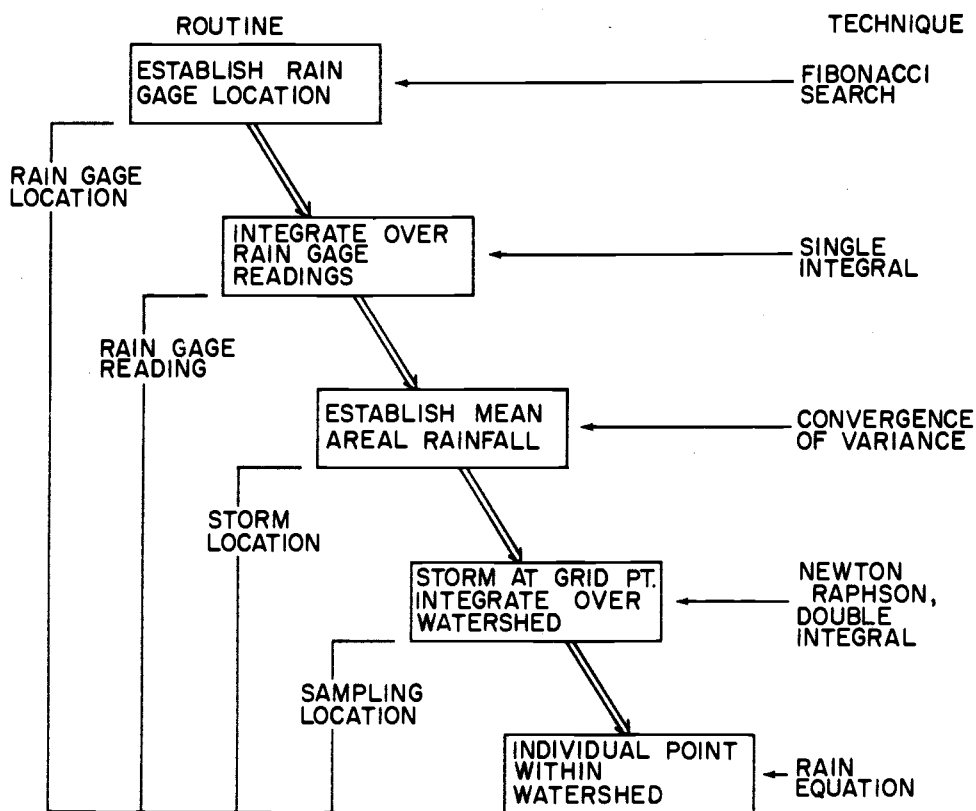 ROUTINE
TECHNIQUE
ESTABLISH RAIN
GAGE LOCATION
FIBONACCI
SEARCH
RAIN GAGE
LOCATION
INTEGRATE OVER
RAIN GAGE
READINGS
SINGLE
INTEGRAL
RAIN GAGE
READING
ESTABLISH MEAN
AREAL RAINFALL
CONVERGENCE
OF VARIANCE
STORM
LOCATION
STORM AT GRID PT.
INTEGRATE OVER
WATERSHED
NEWTON
RAPHSON,
DOUBLE
INTEGRAL
SAMPLING
LOCATION
INDIVIDUAL POINT
WITHIN
WATERSHED
RAIN
EQUATION